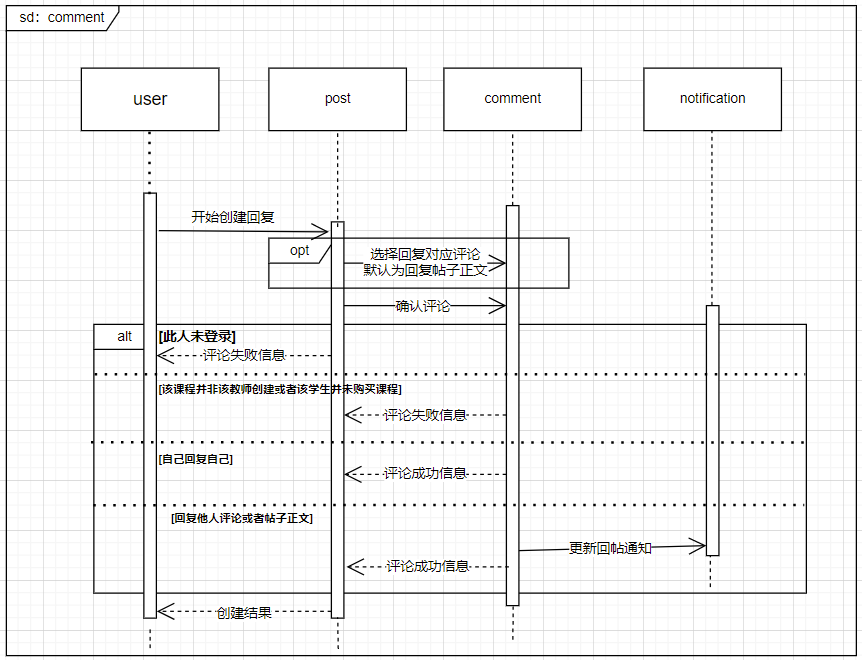 sd: comment
user
post
comment
notification
开始创建回复
opt
选择回复对应评论
默认为回复帖子正文
确认评论
alt
[此人未登录]
评论失败信息
[该课程并非该教师创建或者该学生并未购买课程]
评论失败信息
[自己回复自己]
评论成功信息
[回复他人评论或者帖子正文]
更新回帖通知
评论成功信息
创建结果